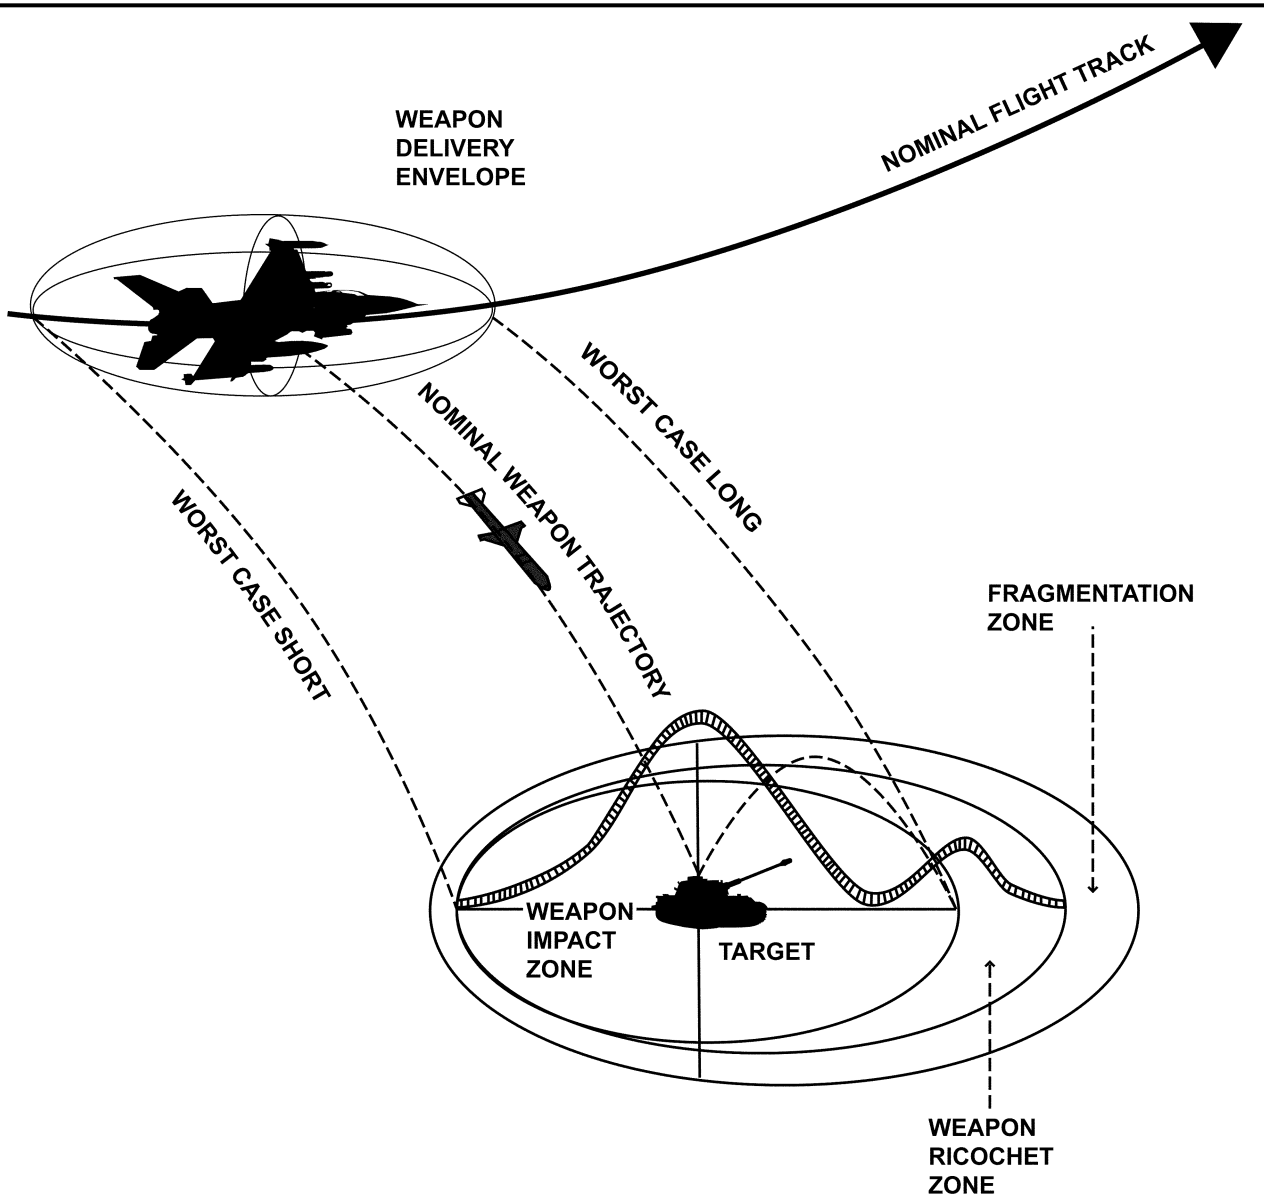 NOMINAL FLIGHT TRACK
WEAPON
DELIVERY
ENVELOPE
WORST CASE LONG
NOMINAL WEAPON TRAJECTORY
WORST CASE SHORT
FRAGMENTATION
ZONE
WEAPON
IMPACT
ZONE
TARGET
WEAPON
RICOCHET
ZONE